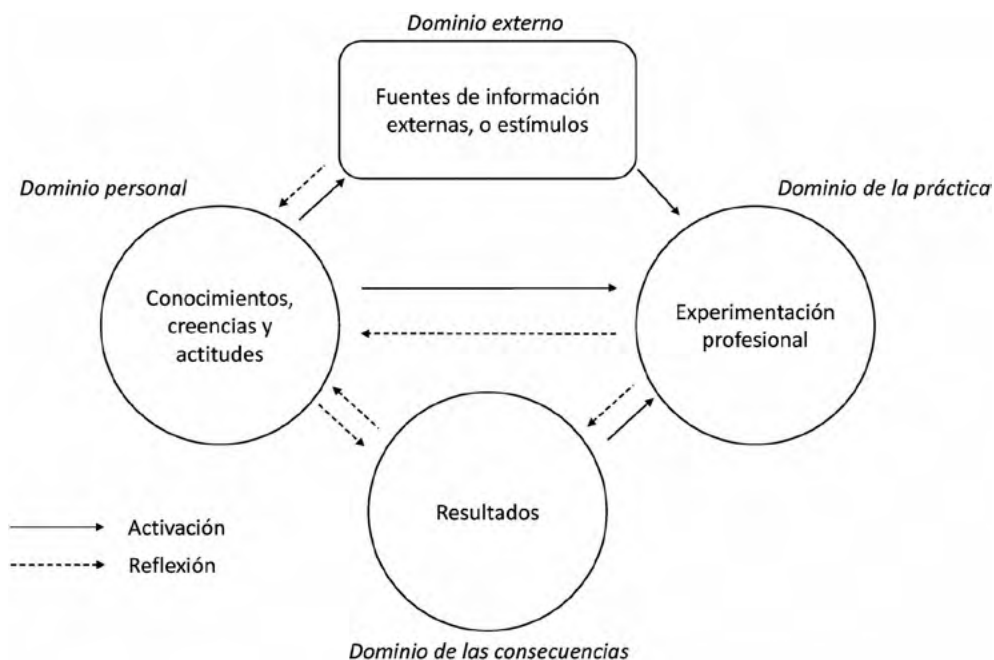 Dominio externo
Fuentes de información
externas, o estímulos
Dominio personal
Dominio de la práctica
Conocimientos,
creencias y
actitudes
Experimentación
profesional
Resultados
Activación
Reflexión
Dominio de las consecuencias